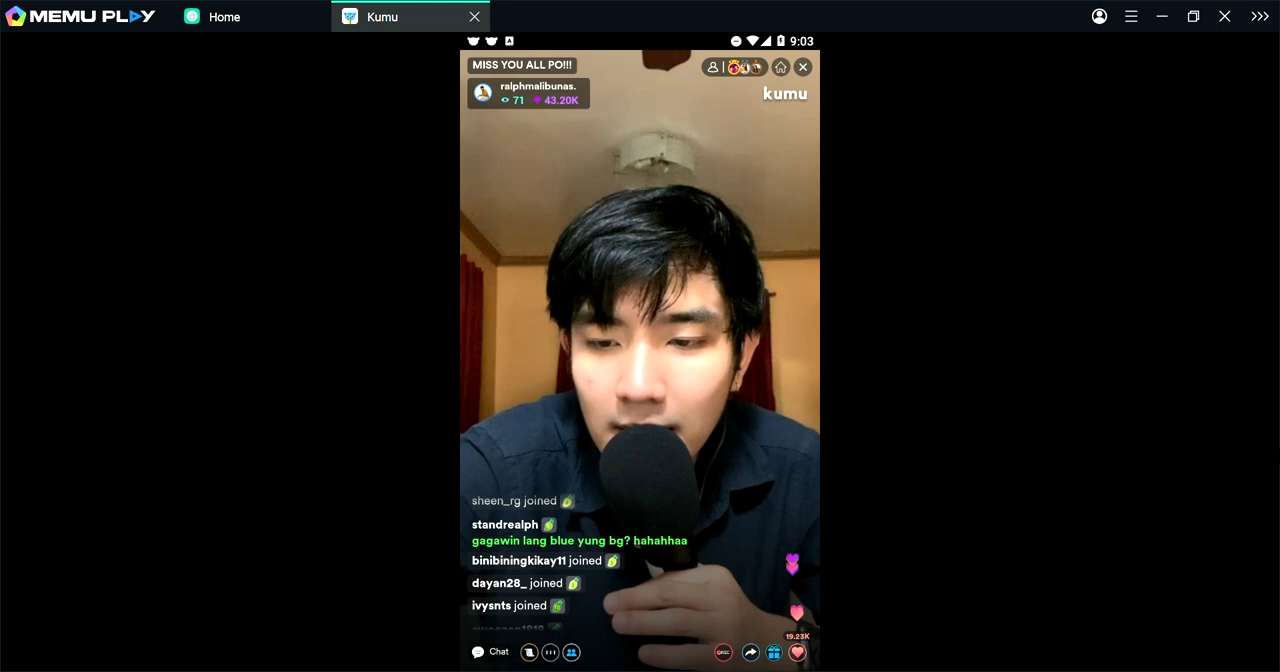 MEMU PLAY
Home
Kumu
9:03
MISS YOU ALL PO!!!
ralphmalibunas.
71 43.20K
kumu
sheen_rg joined
standrealph
gagawin lang blue yung bg? hahahhaa
binibiningkikay11 joined
dayan28_ joined
ivysnts joined
19.23K
Chat